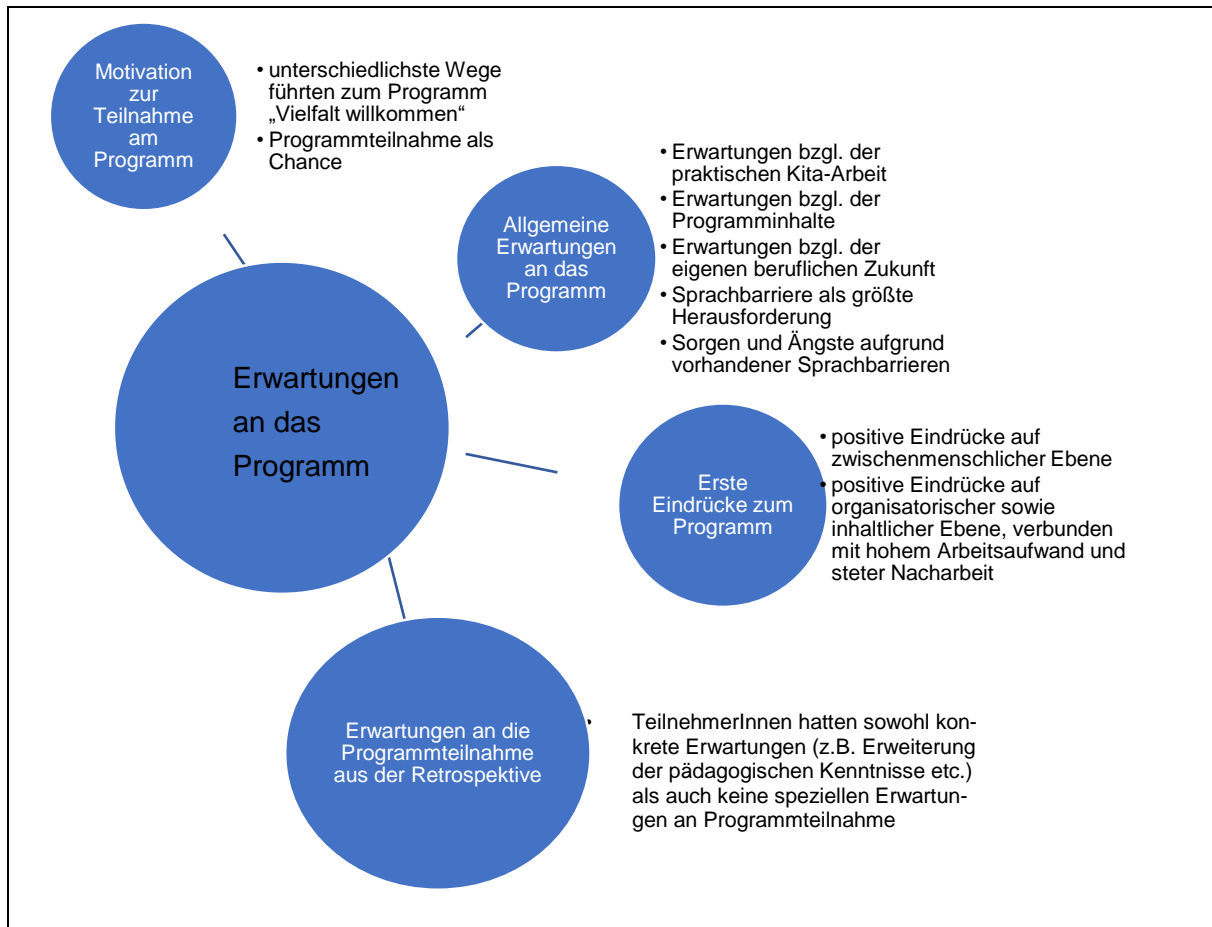 Motivation
zur
Teilnahme
am
Programm
• unterschiedlichste Wege
führten zum Programm
„Vielfalt willkommen“
• Programmteilnahme als
Chance
Allgemeine
Erwartungen
an das
Programm
• Erwartungen bzgl. der
praktischen Kita-Arbeit
• Erwartungen bzgl. der
Programminhalte
• Erwartungen bzgl. der
eigenen beruflichen Zukunft
• Sprachbarriere als größte
Herausforderung
• Sorgen und Ängste aufgrund
vorhandener Sprachbarrieren
Erwartungen
an das
Programm
Erste
Eindrücke zum
Programm
• positive Eindrücke auf
zwischenmenschlicher Ebene
• positive Eindrücke auf
organisatorischer sowie
inhaltlicher Ebene, verbunden
mit hohem Arbeitsaufwand und
steter Nacharbeit
Erwartungen an die
Programmteilnahme
aus der Retrospektive
• TeilnehmerInnen hatten sowohl kon-
krete Erwartungen (z.B. Erweiterung
der pädagogischen Kenntnisse etc.)
als auch keine speziellen Erwartun-
gen an Programmteilnahme